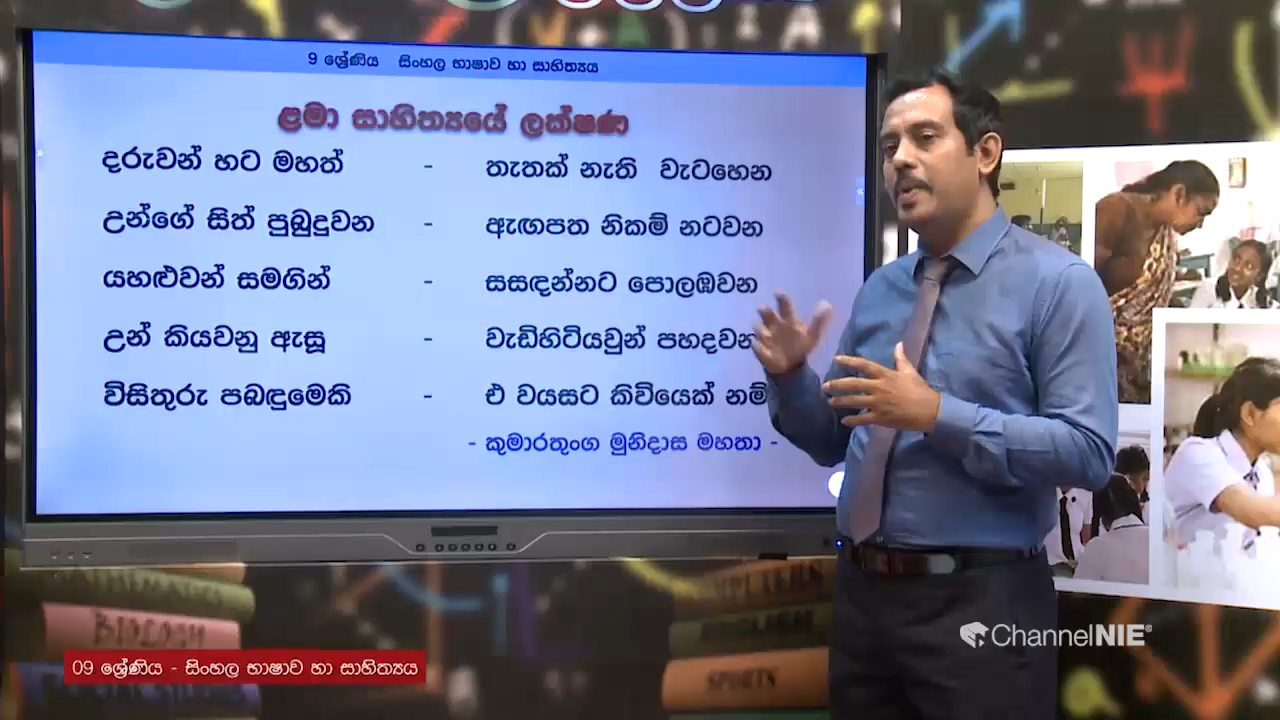 9 ශ්‍රේණිය සිංහල භාෂාව හා සාහිත්‍යය
ළමා සාහිත්‍යයේ ලක්ෂණ
දරුවන් හට මහත් - තැතක් නැති වැටහෙන
උන්ගේ සිත් පුබුදුවන - ඇඟපත නිකම් නටවන
යහළුවන් සමගින් - සසඳන්නට පොලඹවන
උන් කියවනු ඇසූ - වැඩිහිටියවුන් පහදවන
විසිතුරු පබඳුමෙකි - එ වයසට කිවියෙක් නම්
- කුමාරතුංග මුනිදාස මහතා -
BIOLOGY
SPORTS
ChannelNIE®
09 ශ්‍රේණිය - සිංහල භාෂාව හා සාහිත්‍යය